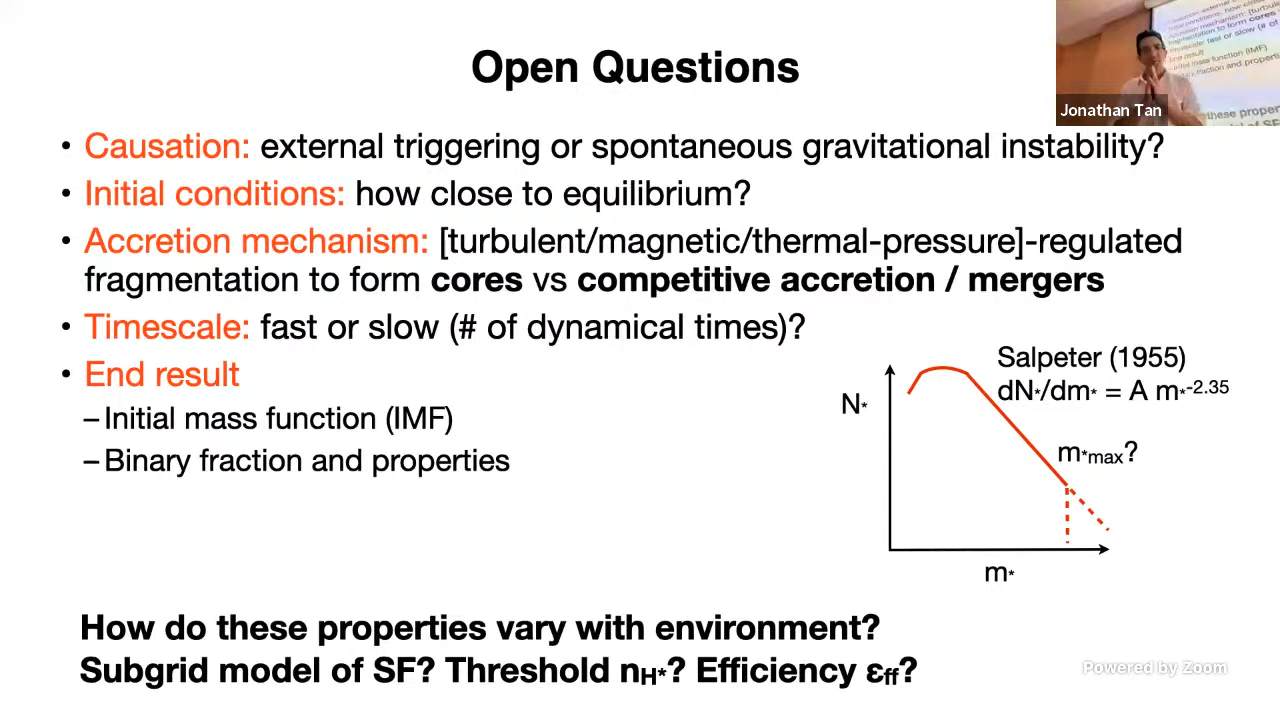 Open Questions
Jonathan Tan
• Causation: external triggering or spontaneous gravitational instability?
• Initial conditions: how close to equilibrium?
• Accretion mechanism: [turbulent/magnetic/thermal-pressure]-regulated
fragmentation to form cores vs competitive accretion / mergers
• Timescale: fast or slow (# of dynamical times)?
• End result
– Initial mass function (IMF)
– Binary fraction and properties
Salpeter (1955)
dN*/dm* = A m*-2.35
N*
m*max?
m*
How do these properties vary with environment?
Subgrid model of SF? Threshold nH*? Efficiency εff?
Powered by Zoom